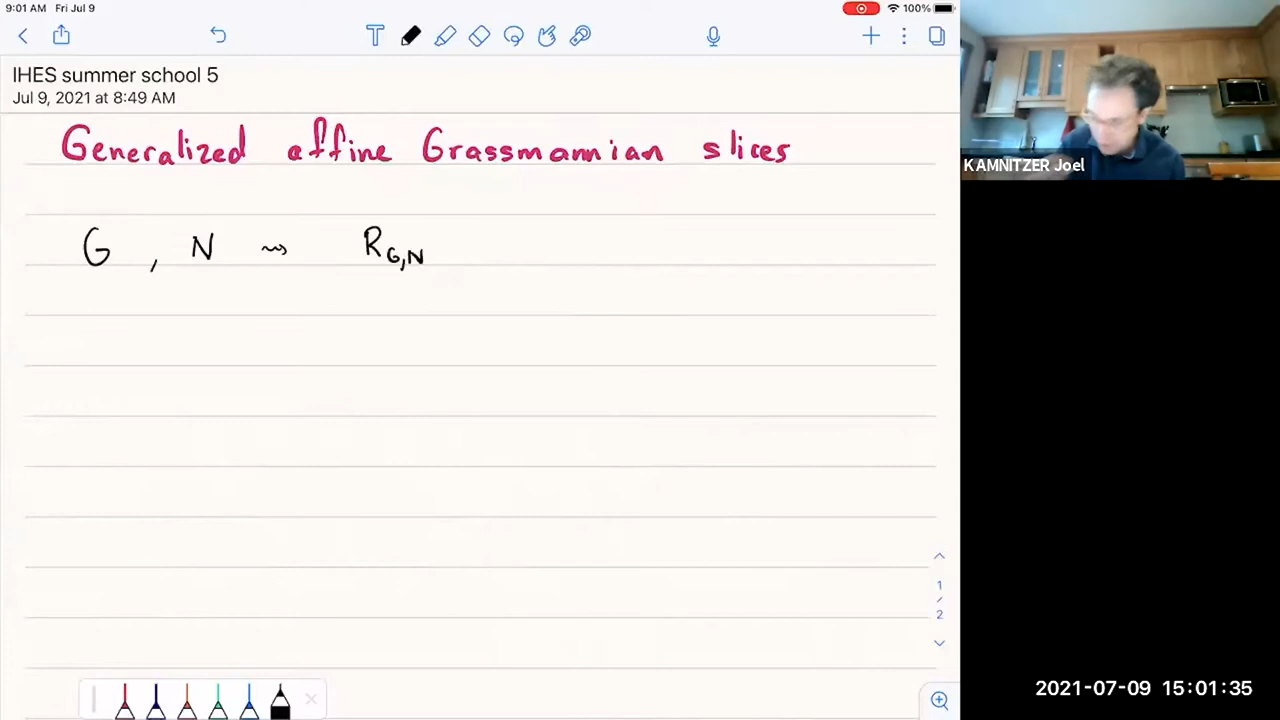 9:01 AM Fri Jul 9
100%
IHES summer school 5
Jul 9, 2021 at 8:49 AM
Generalized affine Grassmannian slices
G , N ⇝ R_{G,N}
KAMNITZER Joel
1
/
2
2021-07-09 15:01:35